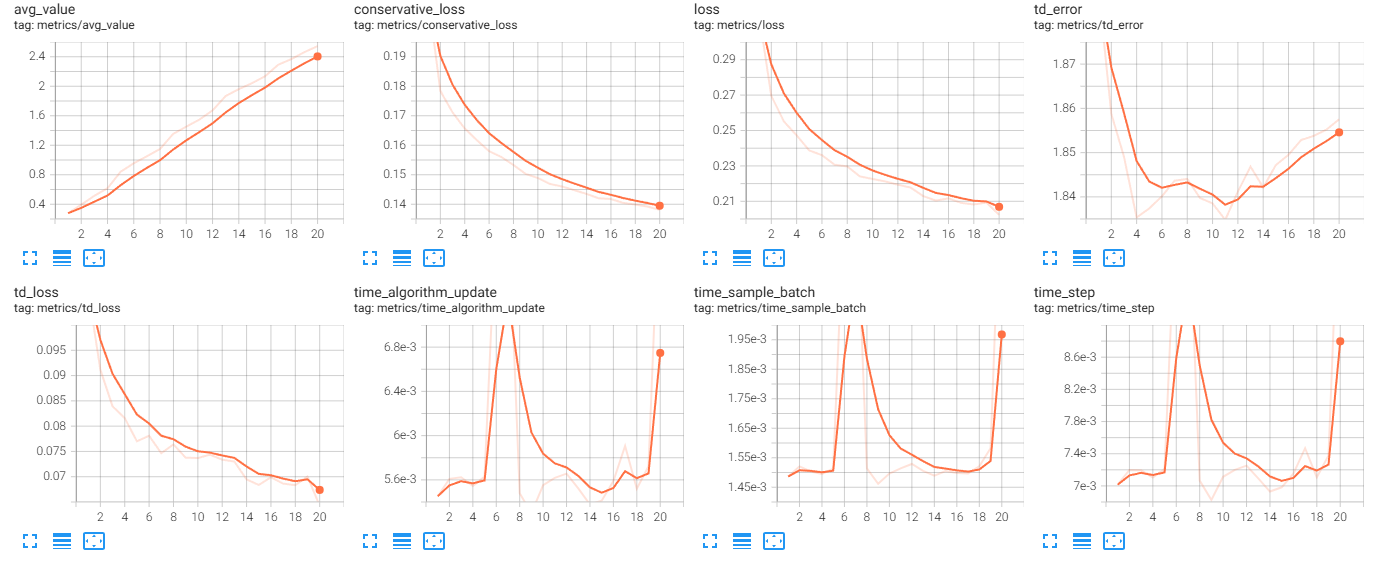 avg_value
tag: metrics/avg_value
2.4
2
1.6
1.2
0.8
0.4
2 4 6 8 10 12 14 16 18 20
conservative_loss
tag: metrics/conservative_loss
0.19
0.18
0.17
0.16
0.15
0.14
2 4 6 8 10 12 14 16 18 20
loss
tag: metrics/loss
0.29
0.27
0.25
0.23
0.21
2 4 6 8 10 12 14 16 18 20
td_error
tag: metrics/td_error
1.87
1.86
1.85
1.84
2 4 6 8 10 12 14 16 18 20
td_loss
tag: metrics/td_loss
0.095
0.09
0.085
0.08
0.075
0.07
2 4 6 8 10 12 14 16 18 20
time_algorithm_update
tag: metrics/time_algorithm_update
6.8e-3
6.4e-3
6e-3
5.6e-3
2 4 6 8 10 12 14 16 18 20
time_sample_batch
tag: metrics/time_sample_batch
1.95e-3
1.85e-3
1.75e-3
1.65e-3
1.55e-3
1.45e-3
2 4 6 8 10 12 14 16 18 20
time_step
tag: metrics/time_step
8.6e-3
8.2e-3
7.8e-3
7.4e-3
7e-3
2 4 6 8 10 12 14 16 18 20